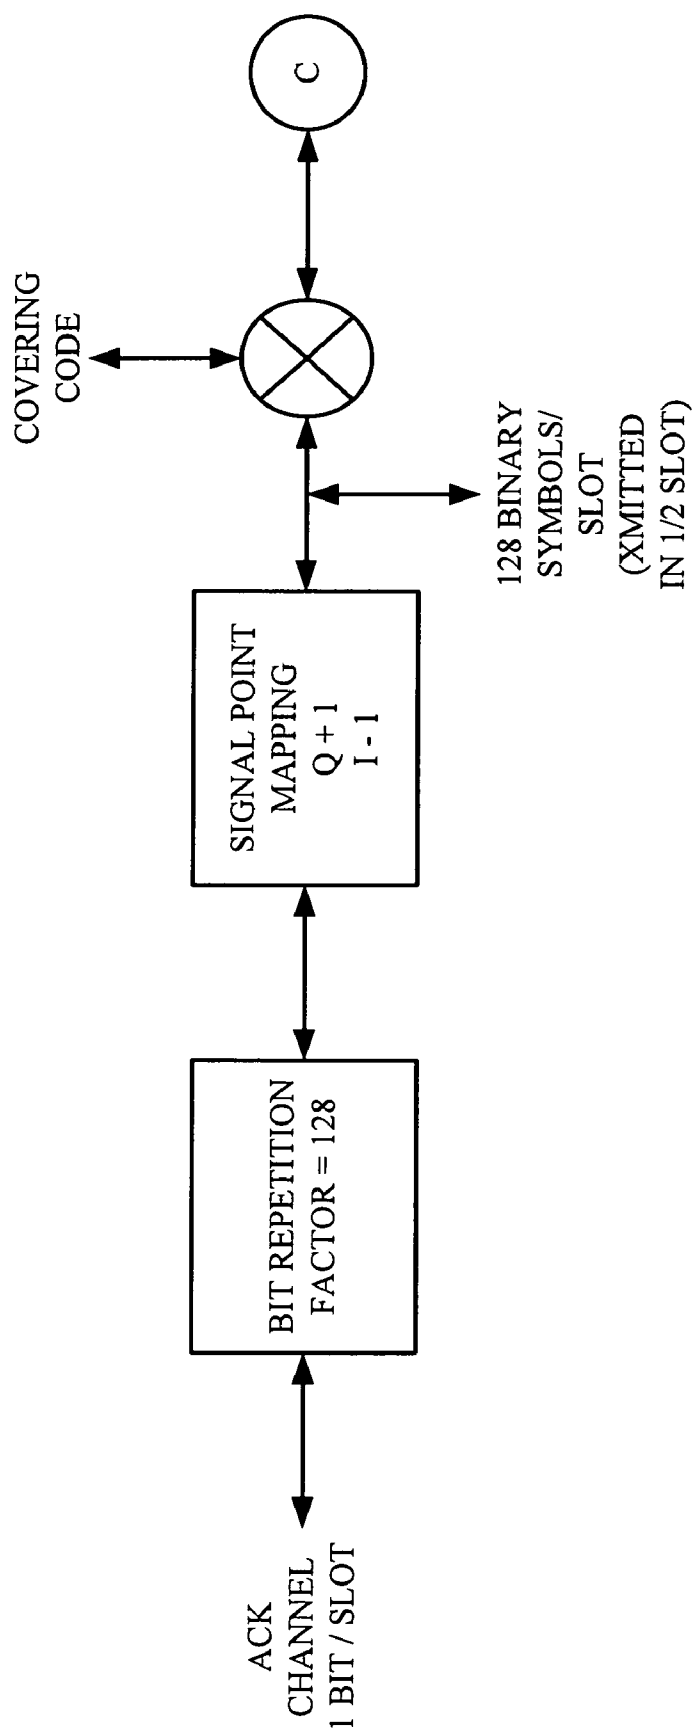 ACK
CHANNEL
1 BIT / SLOT
BIT REPETITION
FACTOR = 128
SIGNAL POINT
MAPPING
Q + 1
I - 1
COVERING
CODE
128 BINARY
SYMBOLS/
SLOT
(XMITTED
IN 1/2 SLOT)
C